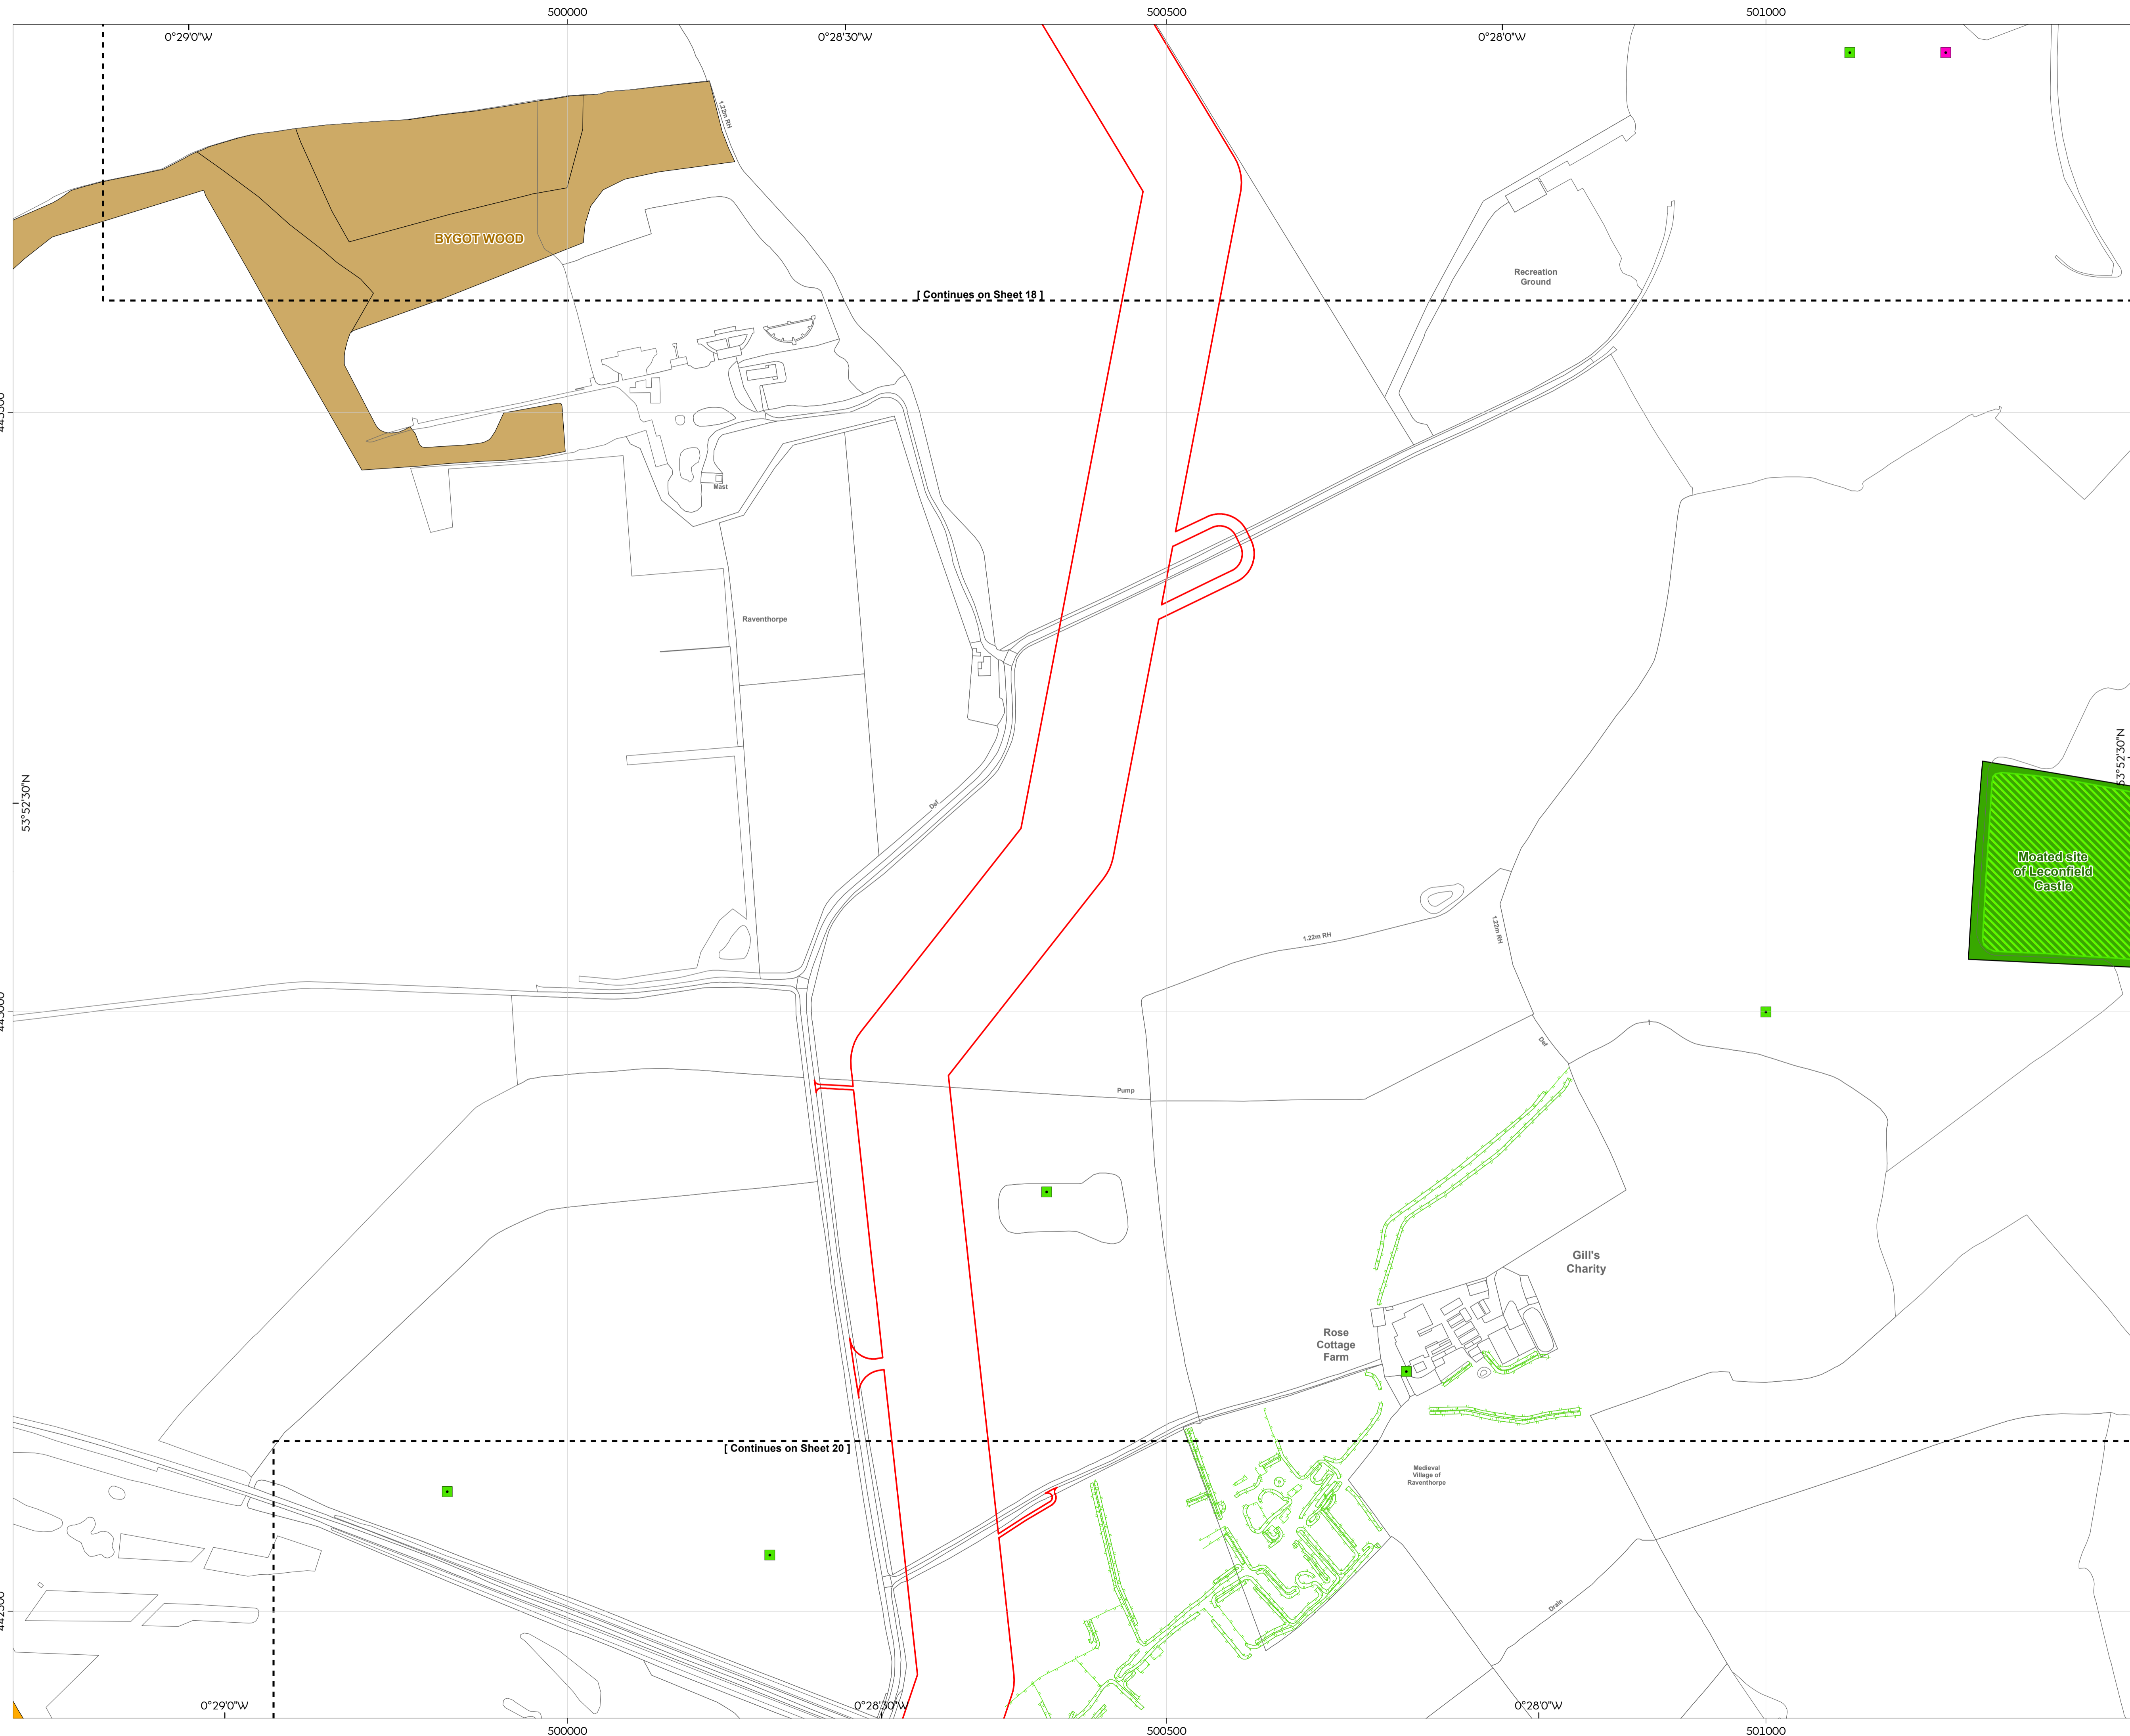 500000
500500
501000
0°29'0"W
0°28'30"W
0°28'0"W
1.22m RH
BYGOT WOOD
Recreation
Ground
[ Continues on Sheet 18 ]
Mast
Raventhorpe
53°52'30"N
53°52'30"N
Def
Moated site
of Leconfield
Castle
1.22m RH
1.22m RH
Def
Pump
Gill's
Charity
Rose
Cottage
Farm
[ Continues on Sheet 20 ]
Medieval
Village of
Raventhorpe
Drain
0°29'0"W
0°28'30"W
0°28'0"W
500000
500500
501000